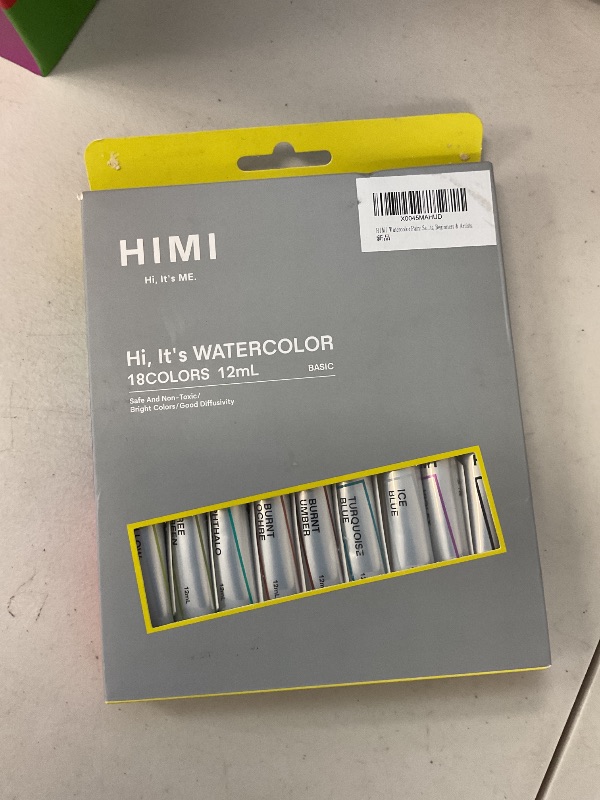 X0045MAHUD
HIMI
Hi, It's ME.
Hi, It's WATERCOLOR
18COLORS 12mL
BASIC
Safe And Non-Toxic/
Bright Colors/Good Diffusivity
12mL
BURNT
OCHRE
BURNT
UMBER
TURQUOISE
BLUE
ICE
BLUE